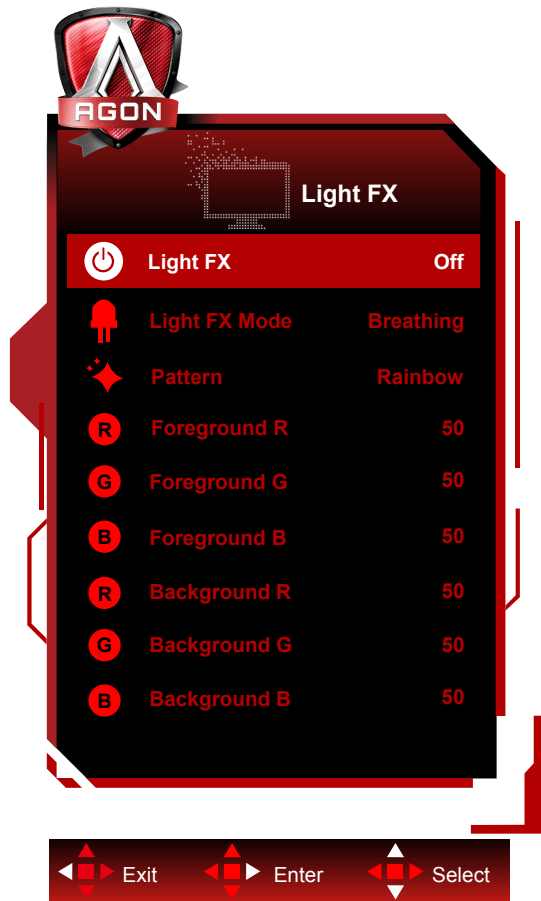 AGON
Light FX
Light FX Off
Light FX Mode Breathing
Pattern Rainbow
R Foreground R 50
G Foreground G 50
B Foreground B 50
R Background R 50
G Background G 50
B Background B 50
Exit Enter Select